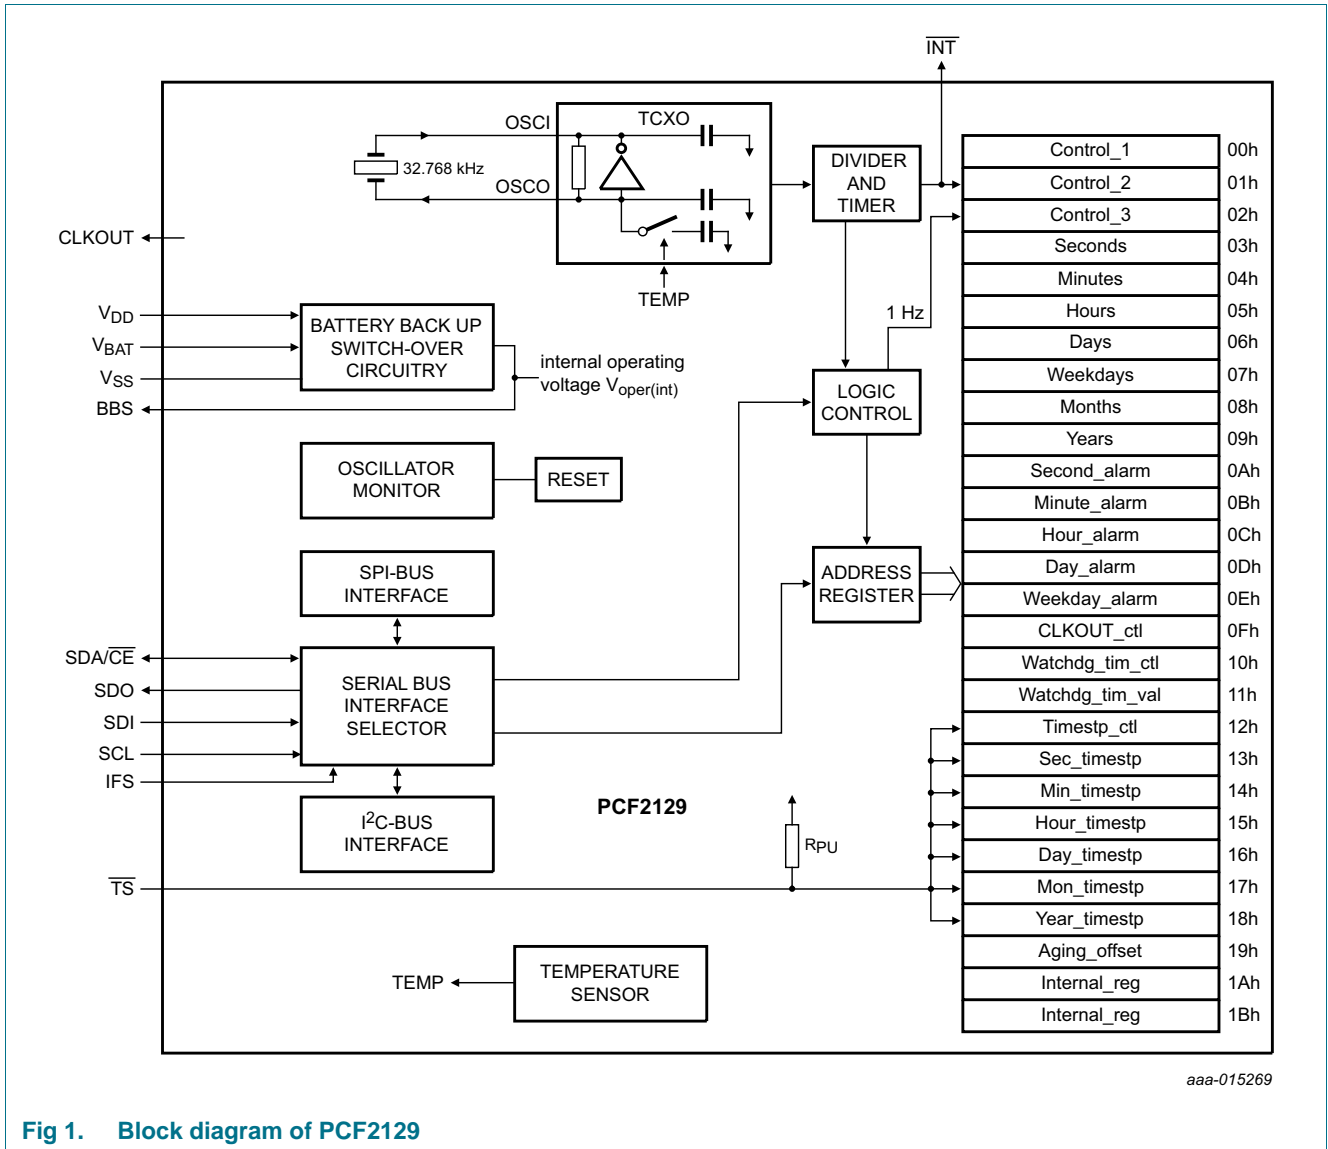 INT
OSCI
TCXO
32.768 kHz
OSCO
TEMP
DIVIDER
AND
TIMER
CLKOUT
VDD
VBAT
VSS
BBS
BATTERY BACK UP
SWITCH-OVER
CIRCUITRY
internal operating
voltage Voper(int)
1 Hz
LOGIC
CONTROL
OSCILLATOR
MONITOR
RESET
SPI-BUS
INTERFACE
ADDRESS
REGISTER
SDA/CE
SDO
SDI
SCL
IFS
SERIAL BUS
INTERFACE
SELECTOR
I2C-BUS
INTERFACE
PCF2129
RPU
TS
TEMP
TEMPERATURE
SENSOR
Control_1 00h
Control_2 01h
Control_3 02h
Seconds 03h
Minutes 04h
Hours 05h
Days 06h
Weekdays 07h
Months 08h
Years 09h
Second_alarm 0Ah
Minute_alarm 0Bh
Hour_alarm 0Ch
Day_alarm 0Dh
Weekday_alarm 0Eh
CLKOUT_ctl 0Fh
Watchdg_tim_ctl 10h
Watchdg_tim_val 11h
Timestp_ctl 12h
Sec_timestp 13h
Min_timestp 14h
Hour_timestp 15h
Day_timestp 16h
Mon_timestp 17h
Year_timestp 18h
Aging_offset 19h
Internal_reg 1Ah
Internal_reg 1Bh
aaa-015269
Fig 1. Block diagram of PCF2129